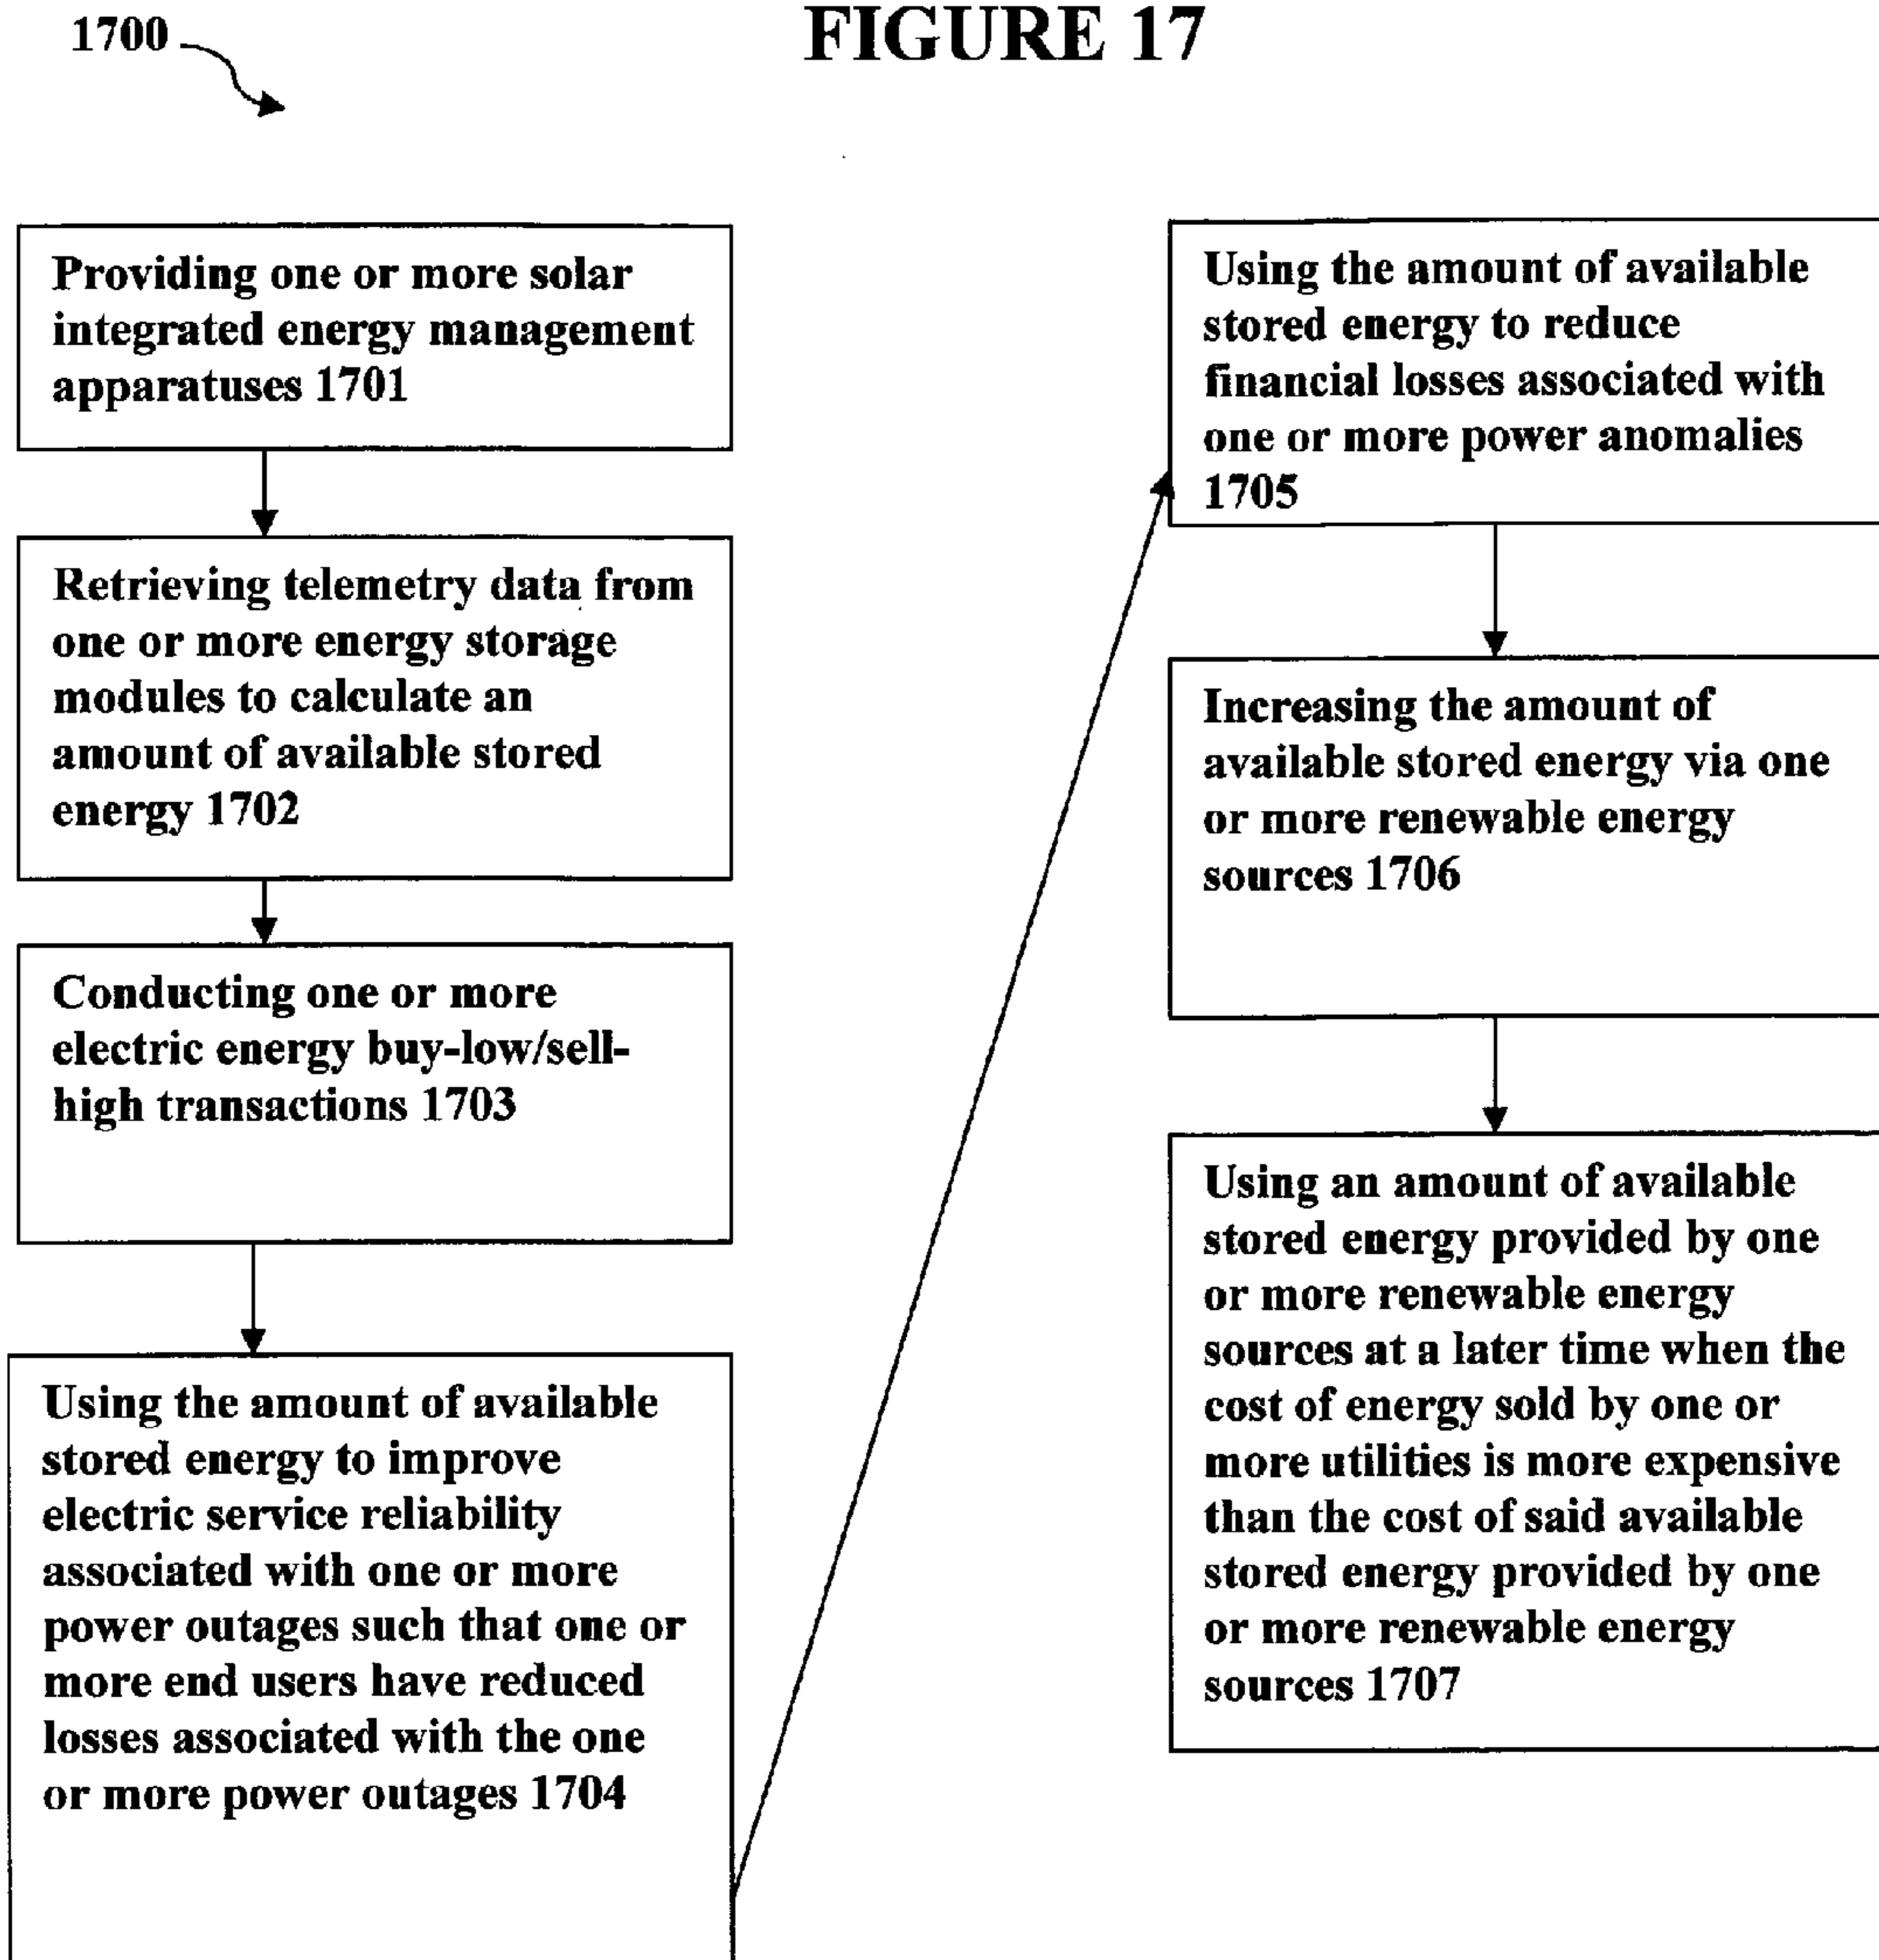 1700
FIGURE 17
Providing one or more solar
integrated energy management
apparatuses 1701
Retrieving telemetry data from
one or more energy storage
modules to calculate an
amount of available stored
energy 1702
Conducting one or more
electric energy buy-low/sell-
high transactions 1703
Using the amount of available
stored energy to improve
electric service reliability
associated with one or more
power outages such that one or
more end users have reduced
losses associated with the one
or more power outages 1704
Using the amount of available
stored energy to reduce
financial losses associated with
one or more power anomalies
1705
Increasing the amount of
available stored energy via one
or more renewable energy
sources 1706
Using an amount of available
stored energy provided by one
or more renewable energy
sources at a later time when the
cost of energy sold by one or
more utilities is more expensive
than the cost of said available
stored energy provided by one
or more renewable energy
sources 1707